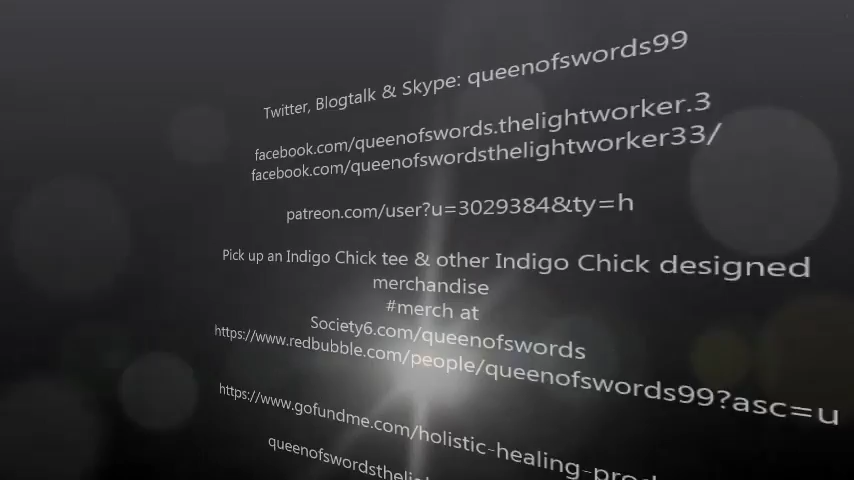 Twitter, Blogtalk & Skype: queenofswords99
facebook.com/queenofswords.thelightworker.3
facebook.com/queenofswordsthelightworker33/
patreon.com/user?u=3029384&ty=h
Pick up an Indigo Chick tee & other Indigo Chick designed
merchandise
#merch at
Society6.com/queenofswords
https://www.redbubble.com/people/queenofswords99?asc=u
https://www.gofundme.com/holistic-healing-